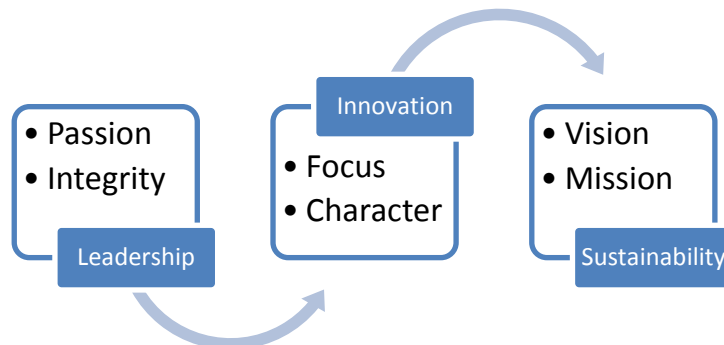 • Passion
• Integrity
Leadership
Innovation
• Focus
• Character
• Vision
• Mission
Sustainability